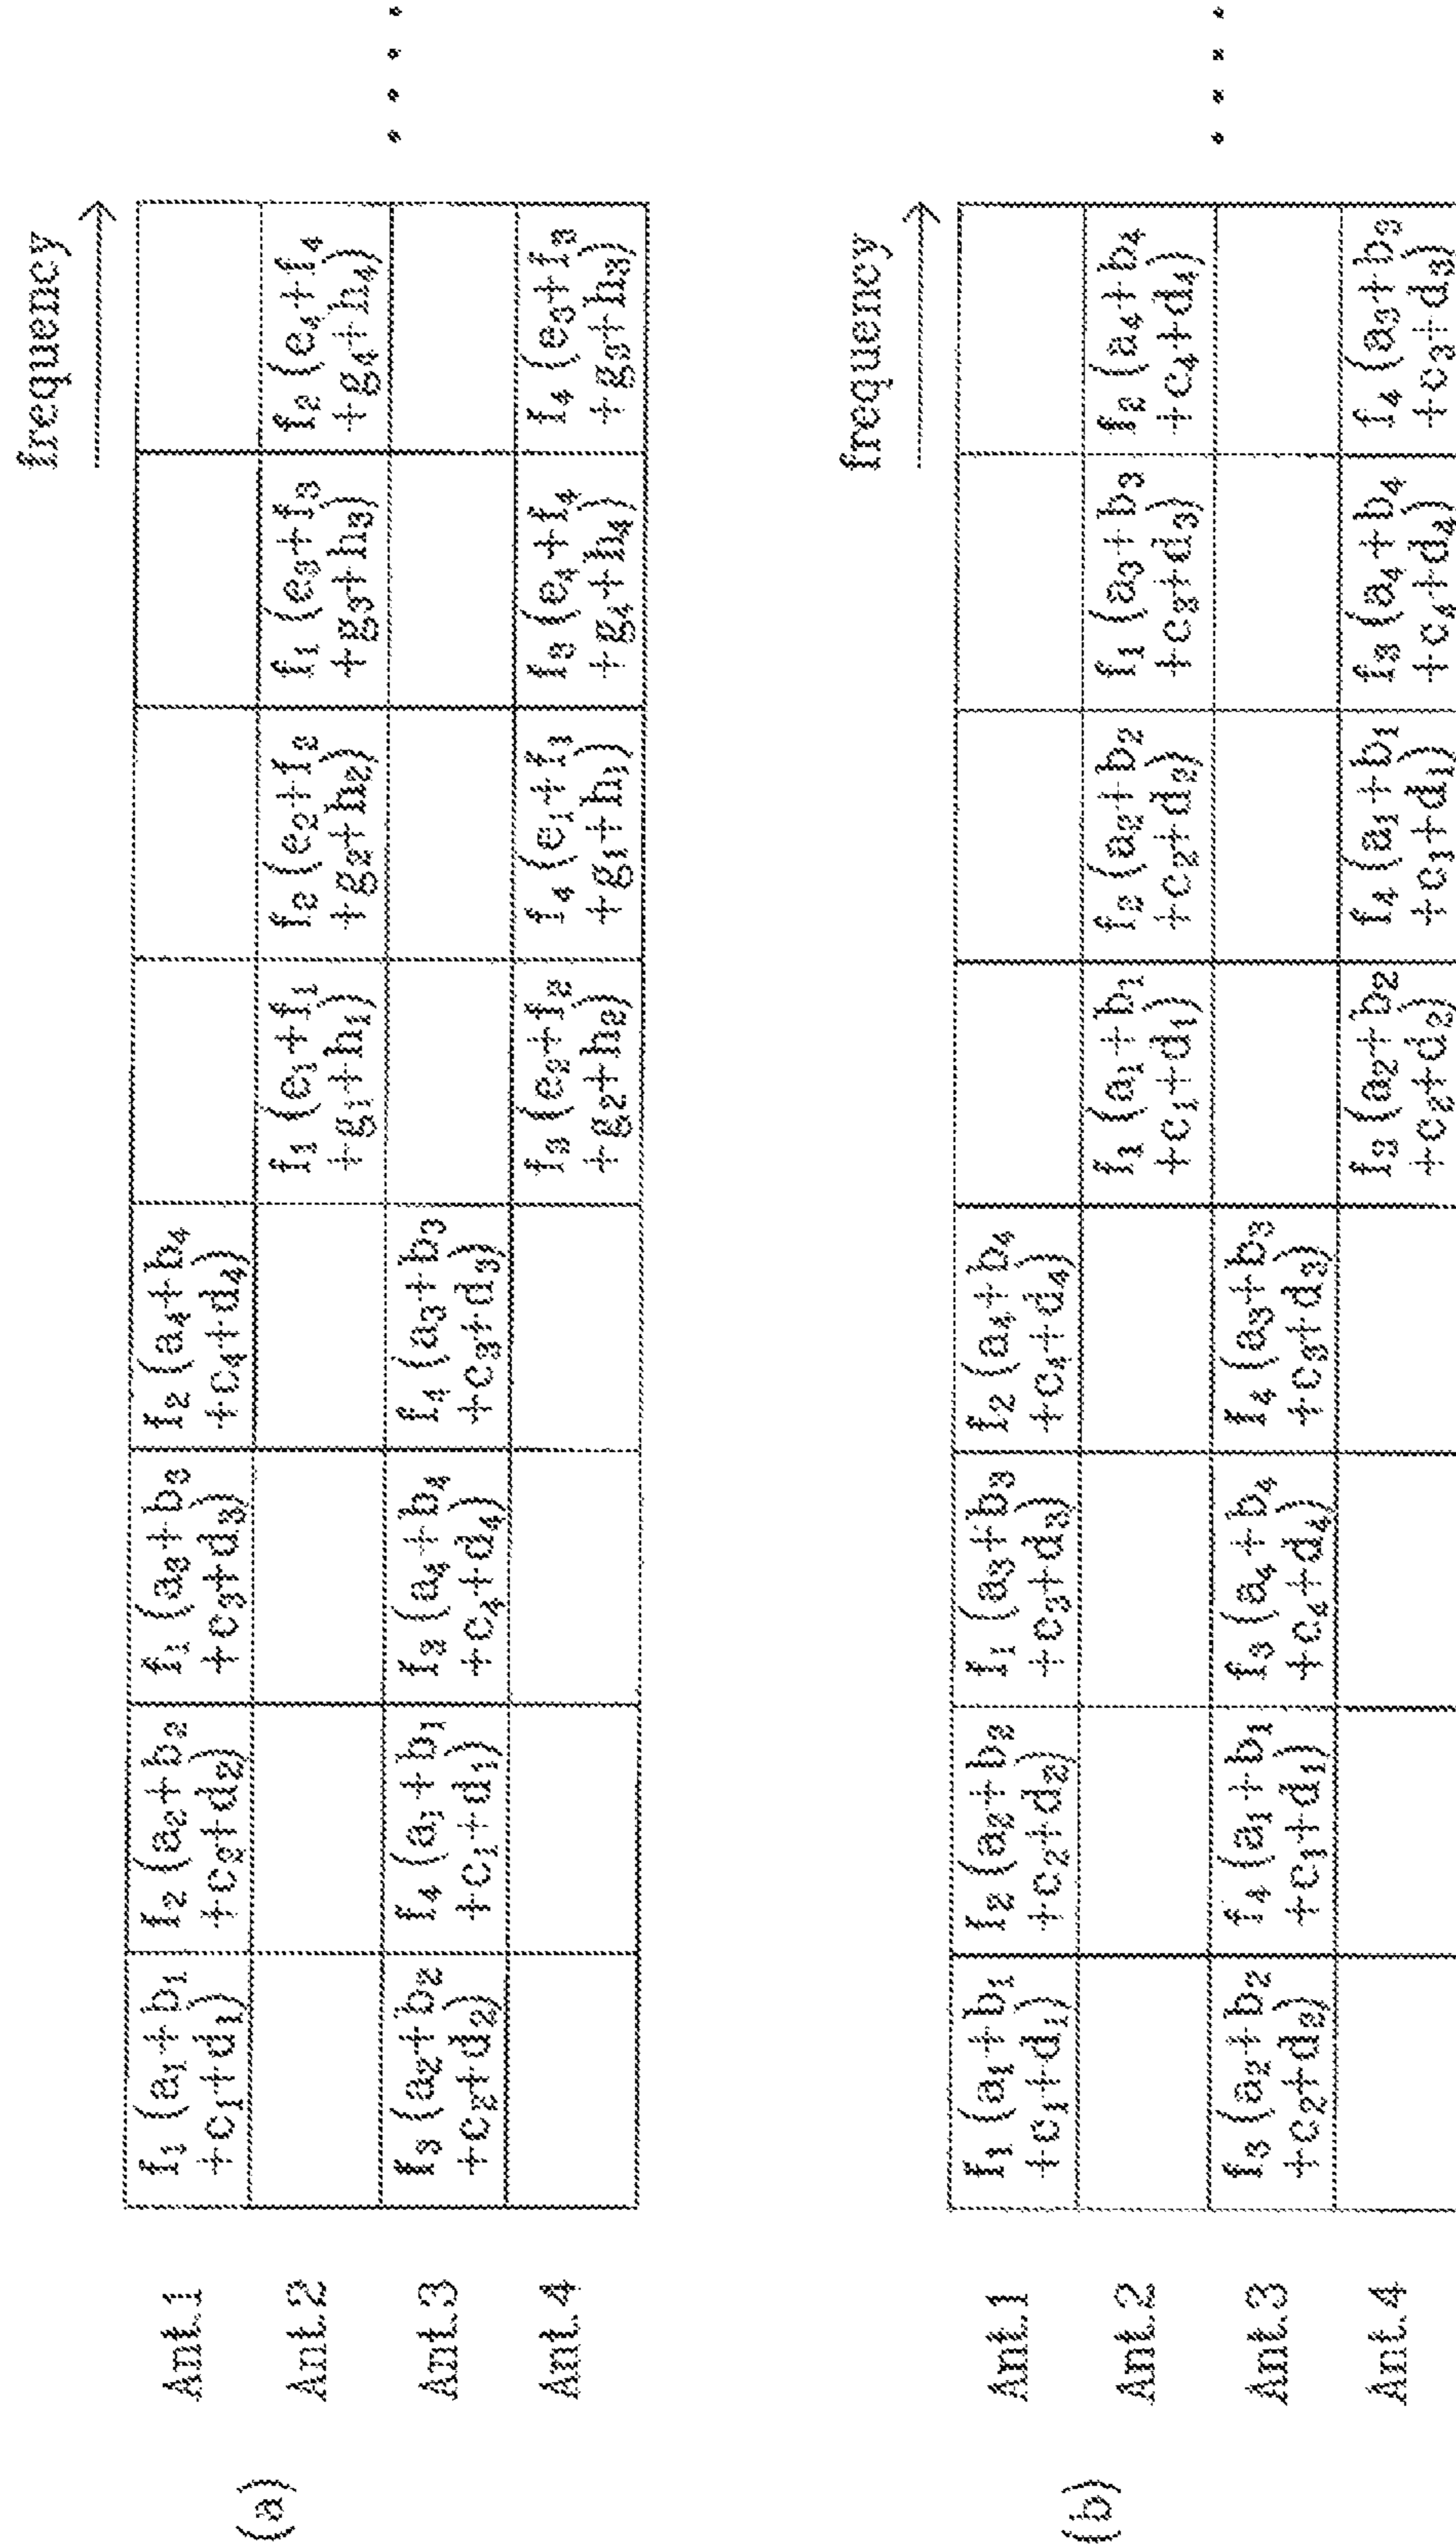 (a)
frequency
Ant.1
f₁ (a₁+b₁
+c₁+d₁)
f₂ (a₂+b₂
+c₂+d₂)
f₁ (a₃+b₃
+c₃+d₃)
f₂ (a₄+b₄
+c₄+d₄)
Ant.2
f₁ (e₁+f₁
+g₁+h₁)
f₂ (e₂+f₂
+g₂+h₂)
f₁ (e₃+f₃
+g₃+h₃)
f₂ (e₄+f₄
+g₄+h₄)
Ant.3
f₃ (a₂+b₂
+c₂+d₂)
f₄ (a₁+b₁
+c₁+d₁)
f₃ (a₄+b₄
+c₄+d₄)
f₄ (a₃+b₃
+c₃+d₃)
Ant.4
f₃ (e₂+f₂
+g₂+h₂)
f₄ (e₁+f₁
+g₁+h₁)
f₃ (e₄+f₄
+g₄+h₄)
f₄ (e₃+f₃
+g₃+h₃)
(b)
frequency
Ant.1
f₁ (a₁+b₁
+c₁+d₁)
f₂ (a₂+b₂
+c₂+d₂)
f₁ (a₃+b₃
+c₃+d₃)
f₂ (a₄+b₄
+c₄+d₄)
Ant.2
f₁ (a₁+b₁
+c₁+d₁)
f₂ (a₂+b₂
+c₂+d₂)
f₁ (a₃+b₃
+c₃+d₃)
f₂ (a₄+b₄
+c₄+d₄)
Ant.3
f₃ (a₂+b₂
+c₂+d₂)
f₄ (a₁+b₁
+c₁+d₁)
f₃ (a₄+b₄
+c₄+d₄)
f₄ (a₃+b₃
+c₃+d₃)
Ant.4
f₃ (a₂+b₂
+c₂+d₂)
f₄ (a₁+b₁
+c₁+d₁)
f₃ (a₄+b₄
+c₄+d₄)
f₄ (a₃+b₃
+c₃+d₃)